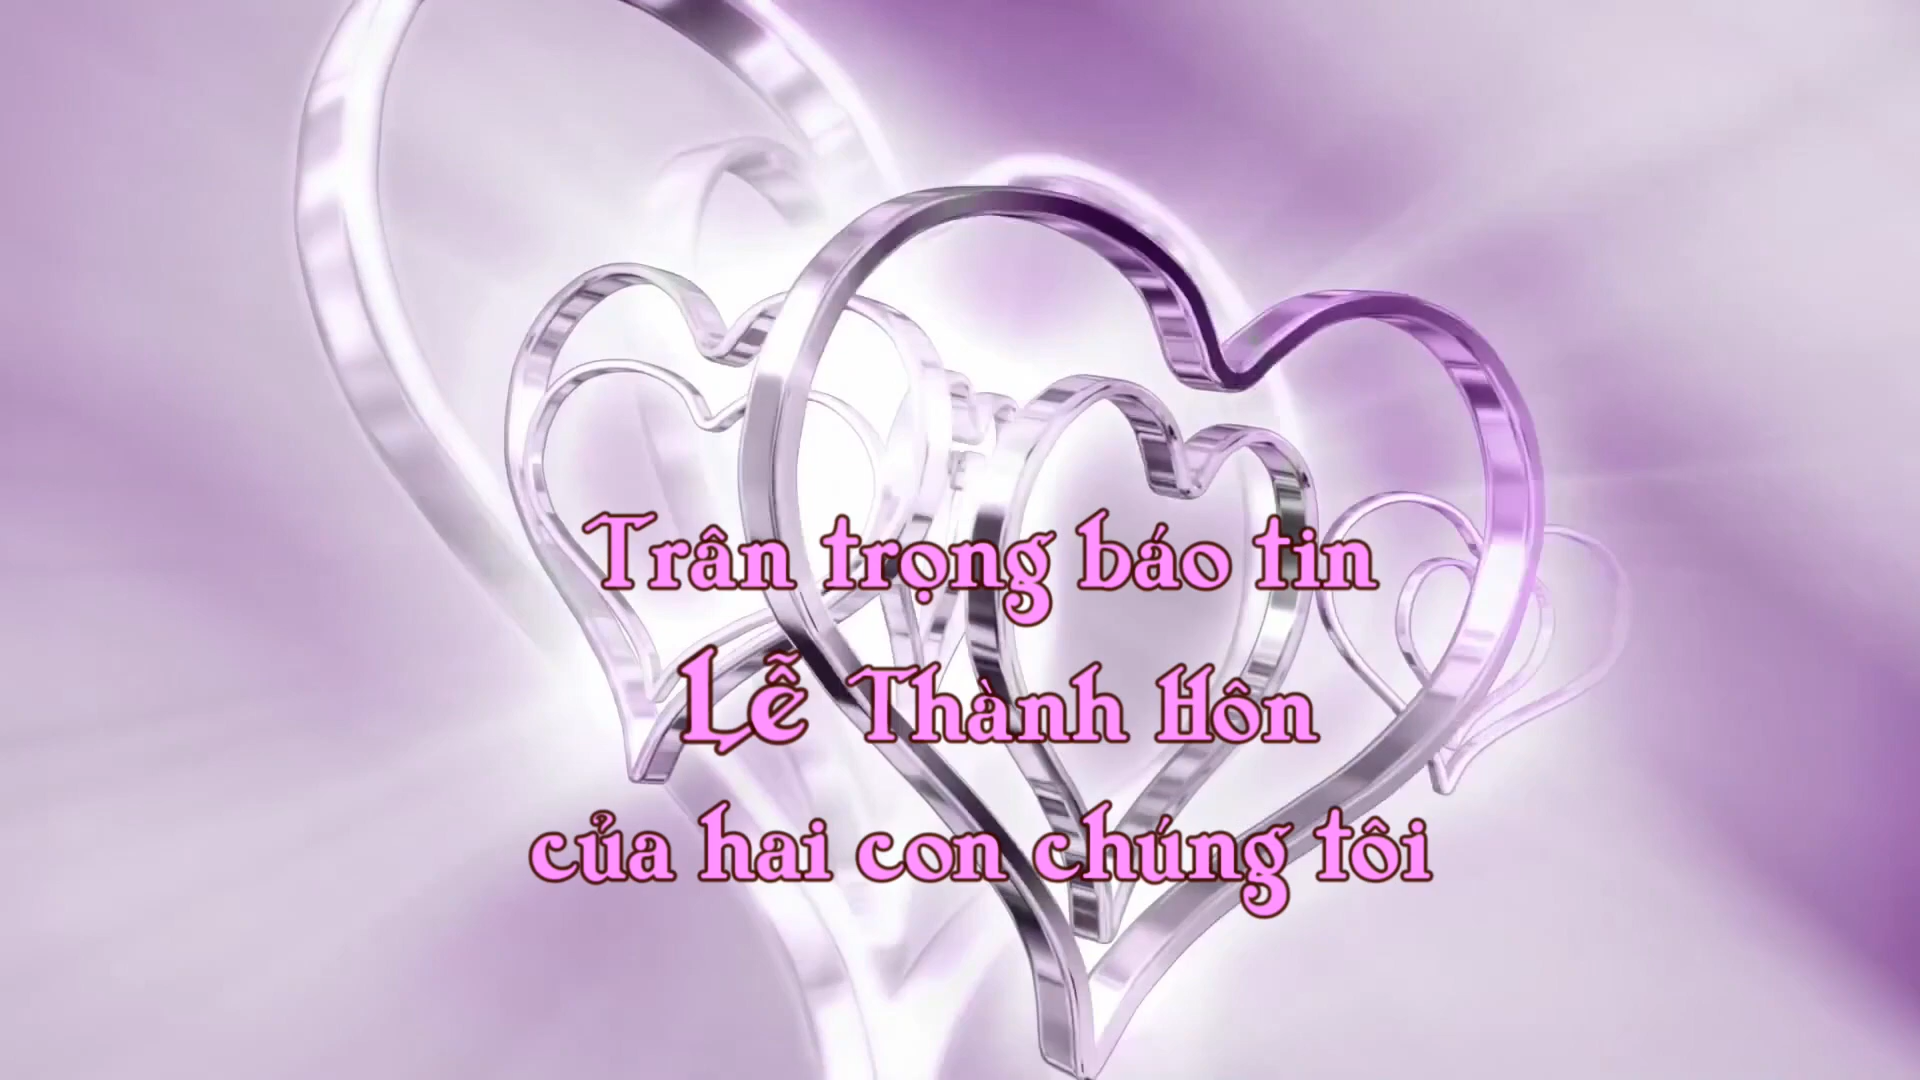 Trân trọng báo tin
Lễ Thành Hôn
của hai con chúng tôi